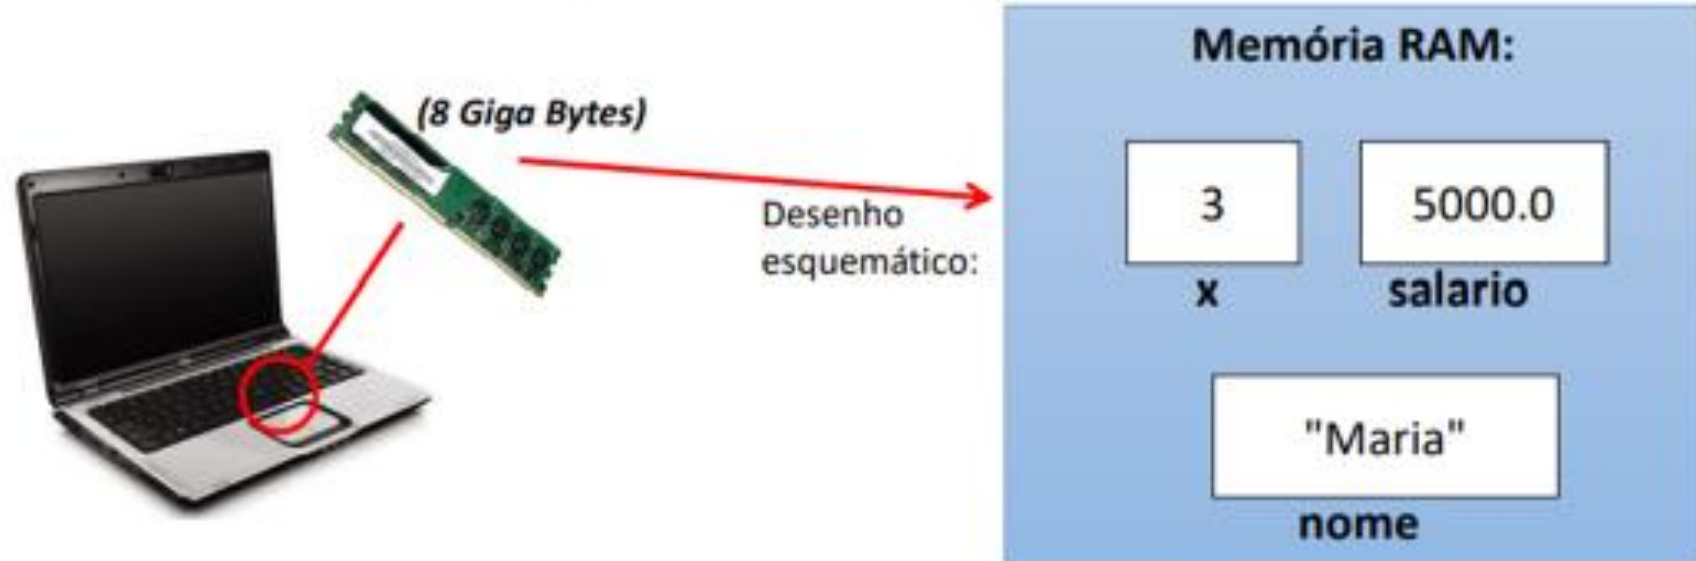 (8 Giga Bytes)
Desenho
esquemático:
Memória RAM:
3
5000.0
x
salario
"Maria"
nome